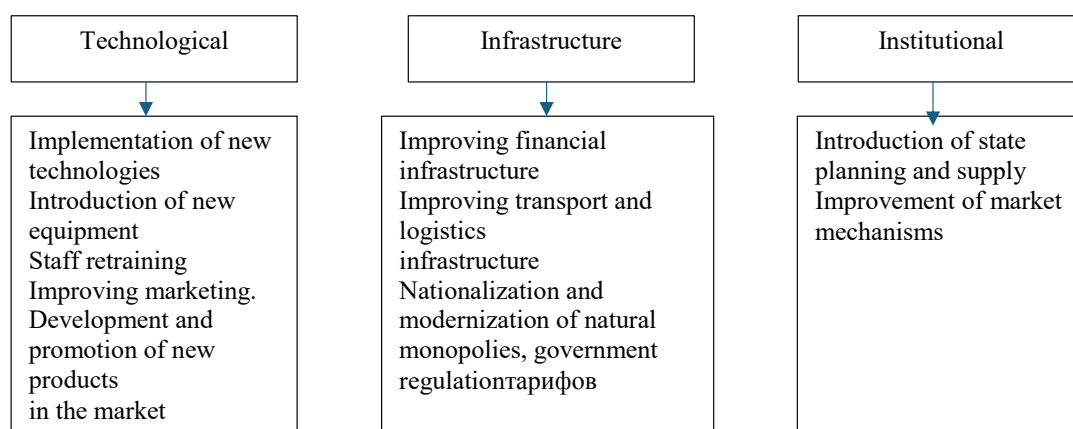 Technological
Implementation of new
technologies
Introduction of new
equipment
Staff retraining
Improving marketing.
Development and
promotion of new
products
in the market
Infrastructure
Improving financial
infrastructure
Improving transport and
logistics
infrastructure
Nationalization and
modernization of natural
monopolies, government
regulationтарифов
Institutional
Introduction of state
planning and supply
Improvement of market
mechanisms